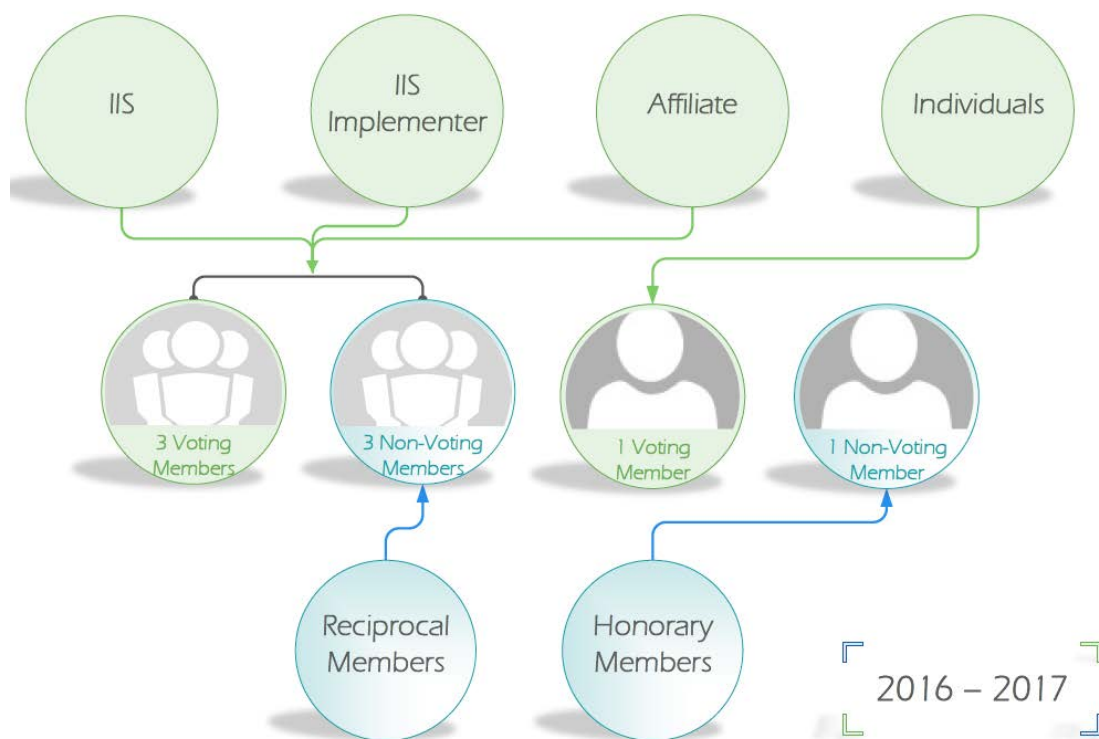 IIS
IIS
Implementer
Affiliate
Individuals
3 Voting
Members
3 Non-Voting
Members
1 Voting
Member
1 Non-Voting
Member
Reciprocal
Members
Honorary
Members
2016 – 2017